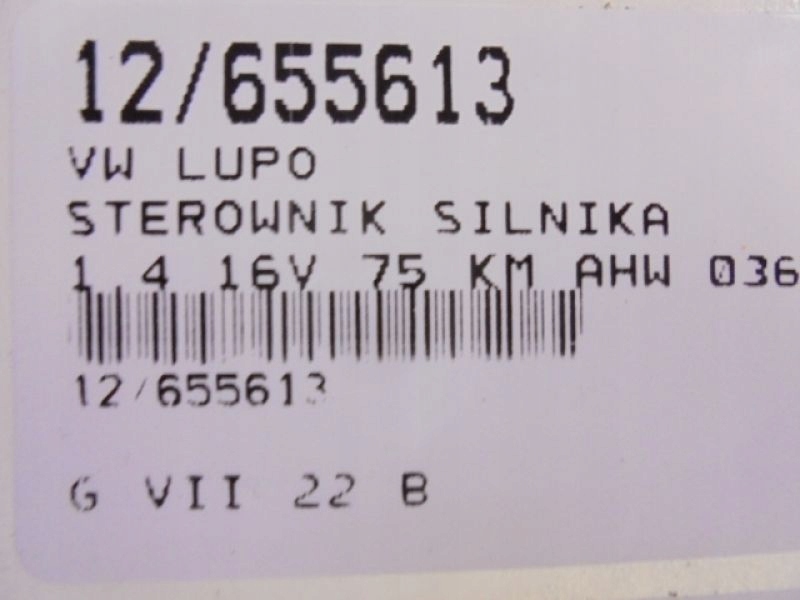 12/655613
VW LUPO
STEROWNIK SILNIKA
1.4 16V 75 KM AHW 036
12/655613
G VII 22 B